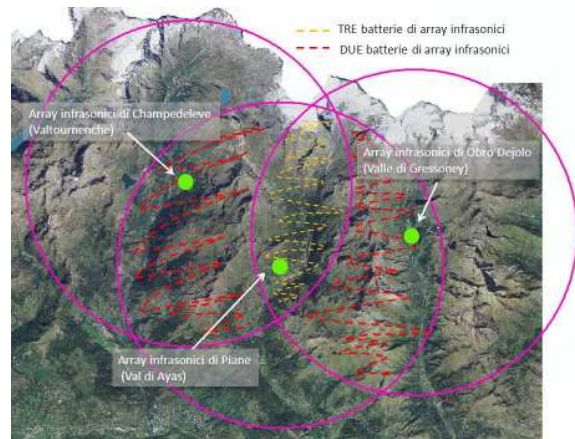 TRE batterie di array infrasonici
DUE batterie di array infrasonici
Array infrasonici di Champedeleve
(Valtournenche)
Array infrasonici di Obro Dejolo
(Valle di Gressoney)
Array infrasonici di Piane
(Val di Ayas)